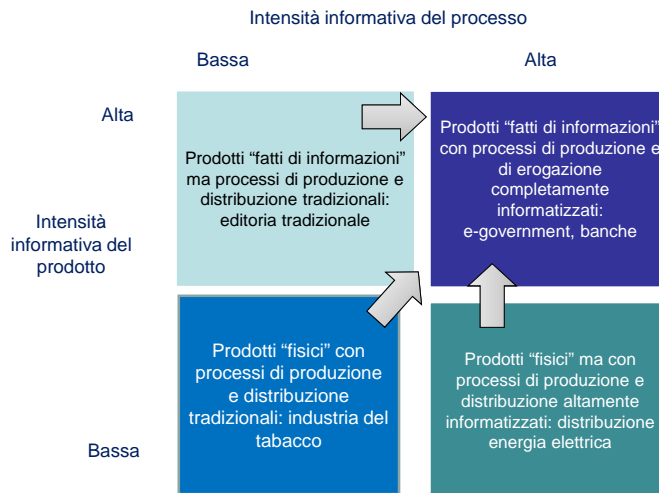 Intensità informativa del processo
Bassa
Alta
Alta
Prodotti “fatti di informazioni”
ma processi di produzione e
distribuzione tradizionali:
editoria tradizionale
Prodotti “fatti di informazioni”
con processi di produzione e
di erogazione
completamente
informatizzati:
e-government, banche
Intensità
informativa del
prodotto
Prodotti “fisici” con
processi di produzione
e distribuzione
tradizionali: industria del
tabacco
Prodotti “fisici” ma con
processi di produzione e
distribuzione altamente
informatizzati: distribuzione
energia elettrica
Bassa